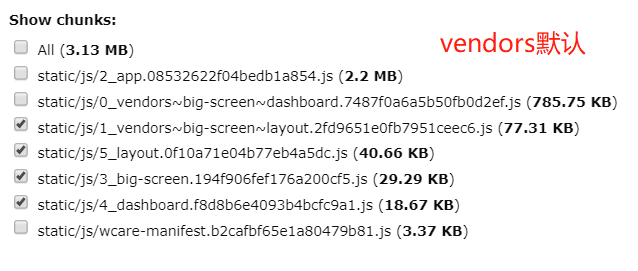 Show chunks:
vendors默认
All (3.13 MB)
static/js/2_app.08532622f04bedb1a854.js (2.2 MB)
static/js/0_vendors~big-screen~dashboard.7487f0a6a5b50fb0d2ef.js (785.75 KB)
static/js/1_vendors~big-screen~layout.2fd9651e0fb7951ceec6.js (77.31 KB)
static/js/5_layout.0f10a71e04b77eb4a5dc.js (40.66 KB)
static/js/3_big-screen.194f906fef176a200cf5.js (29.29 KB)
static/js/4_dashboard.f8d8b6e4093b4bcfc9a1.js (18.67 KB)
static/js/wcare-manifest.b2cafbf65e1a80479b81.js (3.37 KB)